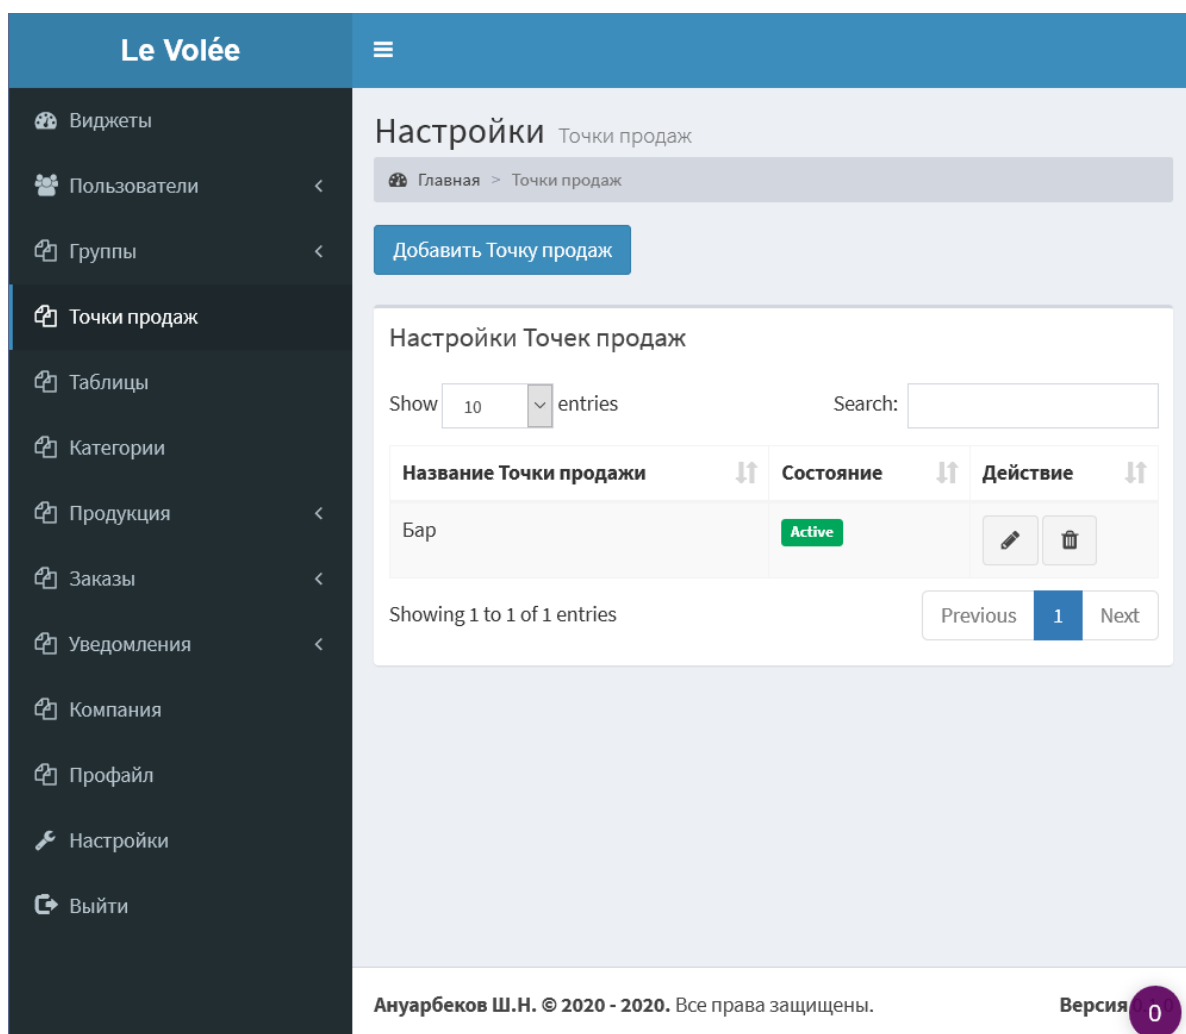 Le Volée
Виджеты
Пользователи
Группы
Точки продаж
Таблицы
Категории
Продукция
Заказы
Уведомления
Компания
Профайл
Настройки
Выйти
Настройки Точки продаж
Главная > Точки продаж
Добавить Точку продаж
Настройки Точек продаж
Show 10 entries Search:
Название Точки продажи Состояние Действие
Бар Active
Showing 1 to 1 of 1 entries Previous 1 Next
Ануарбеков Ш.Н. © 2020 - 2020. Все права защищены. Версия
0